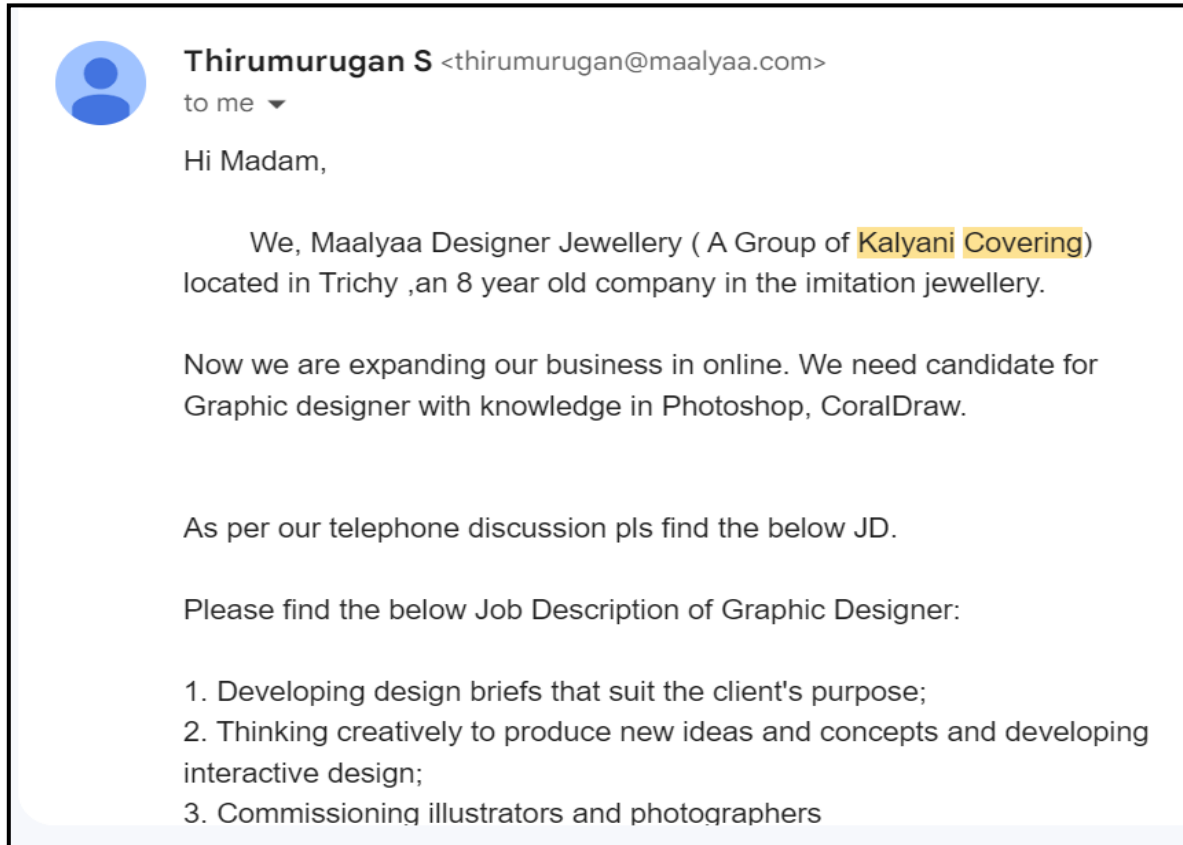 Thirumurugan S <thirumurugan@maalyaa.com>
to me
Hi Madam,
We, Maalyaa Designer Jewellery ( A Group of Kalyani Covering)
located in Trichy ,an 8 year old company in the imitation jewellery.
Now we are expanding our business in online. We need candidate for
Graphic designer with knowledge in Photoshop, CoralDraw.
As per our telephone discussion pls find the below JD.
Please find the below Job Description of Graphic Designer:
1. Developing design briefs that suit the client's purpose;
2. Thinking creatively to produce new ideas and concepts and developing
interactive design;
3. Commissioning illustrators and photographers